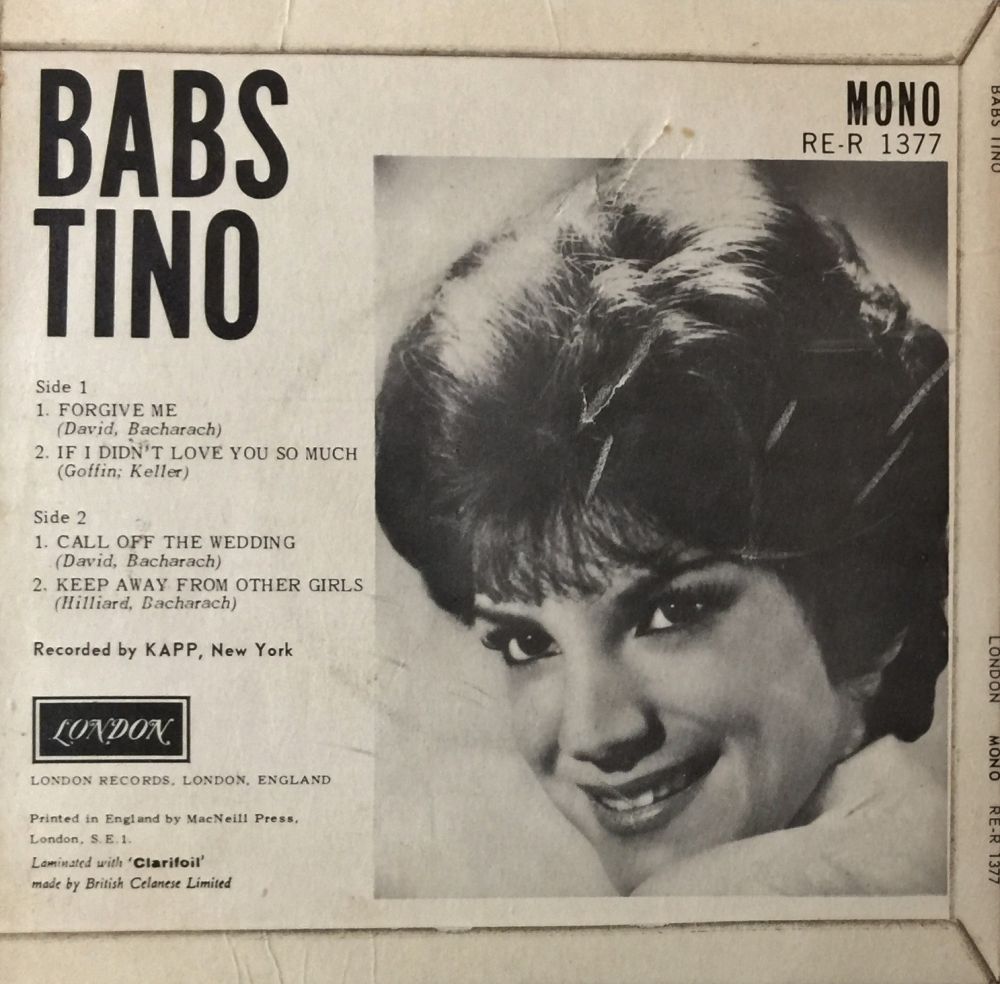 BABS
TINO
MONO
RE-R 1377
Side 1
1. FORGIVE ME
(David, Bacharach)
2. IF I DIDN'T LOVE YOU SO MUCH
(Goffin; Keller)
Side 2
1. CALL OFF THE WEDDING
(David, Bacharach)
2. KEEP AWAY FROM OTHER GIRLS
(Hilliard, Bacharach)
Recorded by KAPP, New York
LONDON
LONDON RECORDS, LONDON, ENGLAND
Printed in England by MacNeill Press,
London, S.E.1.
Laminated with 'Clarifoil'
made by British Celanese Limited
BABS TINO
LONDON MONO RE-R 1377